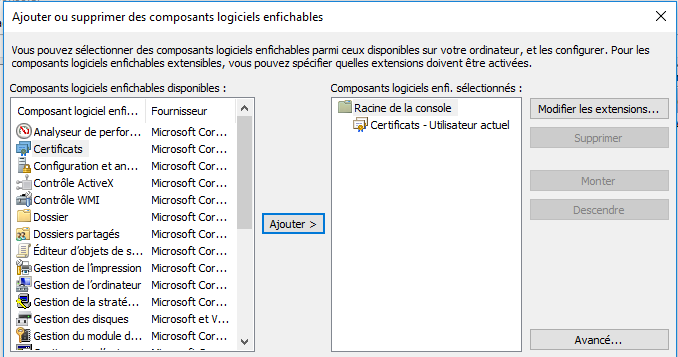 Ajouter ou supprimer des composants logiciels enfichables
Vous pouvez sélectionner des composants logiciels enfichables parmi ceux disponibles sur votre ordinateur, et les configurer. Pour les
composants logiciels enfichables extensibles, vous pouvez spécifier quelles extensions doivent être activées.
Composants logiciels enfichables disponibles :
Composant logiciel enfi... Fournisseur
Analyseur de perfor... Microsoft Cor...
Certificats Microsoft Cor...
Configuration et an... Microsoft Cor...
Contrôle ActiveX Microsoft Cor...
Contrôle WMI Microsoft Cor...
Dossier Microsoft Cor...
Dossiers partagés Microsoft Cor...
Éditeur d'objets de s... Microsoft Cor...
Gestion de l'impression Microsoft Cor...
Gestion de l'ordinateur Microsoft Cor...
Gestion de la straté... Microsoft Cor...
Gestion des disques Microsoft et V...
Gestion du module d... Microsoft Cor...
Ajouter >
Composants logiciels enfi. sélectionnés :
Racine de la console
Certificats - Utilisateur actuel
Modifier les extensions...
Supprimer
Monter
Descendre
Avancé...